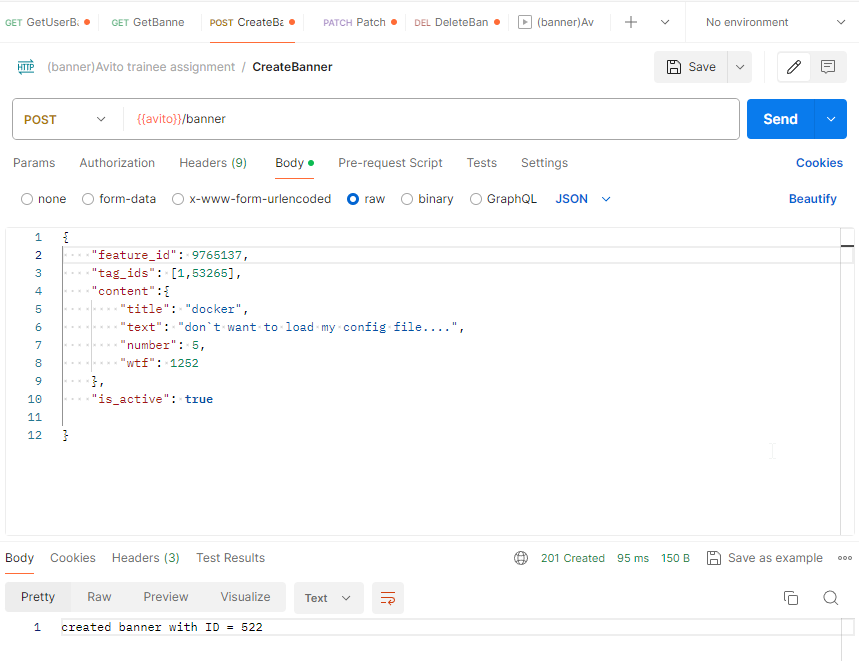 GET GetUserB. GET GetBanne POST CreateBa PATCH Patch DEL DeleteBan (banner)Av No environment
HTTP (banner)Avito trainee assignment / CreateBanner Save
POST {{avito}}/banner Send
Params Authorization Headers (9) Body Pre-request Script Tests Settings Cookies
none form-data x-www-form-urlencoded raw binary GraphQL JSON Beautify
1 {
2 "feature_id": 9765137,
3 "tag_ids": [1,53265],
4 "content":{
5 "title": "docker",
6 "text": "don`t want to load my config file....",
7 "number": 5,
8 "wtf": 1252
9 },
10 "is_active": true
11
12 }
Body Cookies Headers (3) Test Results 201 Created 95 ms 150 B Save as example
Pretty Raw Preview Visualize Text
1 created banner with ID = 522